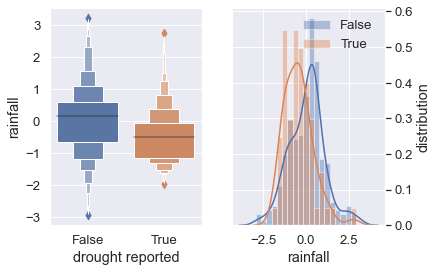 3
2
1
0
−1
−2
−3
rainfall
False
True
drought reported
False
True
0.6
0.5
0.4
0.3
0.2
0.1
0.0
distribution
−2.5
0.0
2.5
rainfall